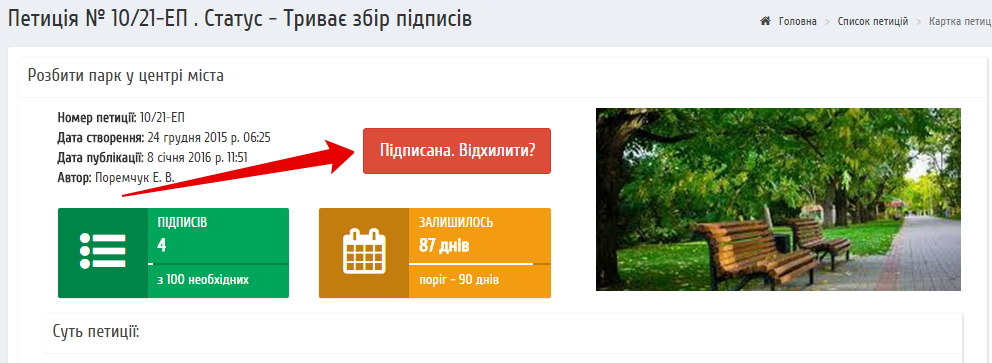 Петиція № 10/21-ЕП . Статус - Триває збір підписів
Головна > Список петицій > Картка петиц
Розбити парк у центрі міста
Номер петиції: 10/21-ЕП
Дата створення: 24 грудня 2015 р. 06:25
Дата публікації: 8 січня 2016 р. 11:51
Автор: Поремчук Е. В.
Підписана. Відхилити?
ПІДПИСІВ
4
з 100 необхідних
ЗАЛИШИЛОСЬ
87 днів
поріг - 90 днів
Суть петиції: